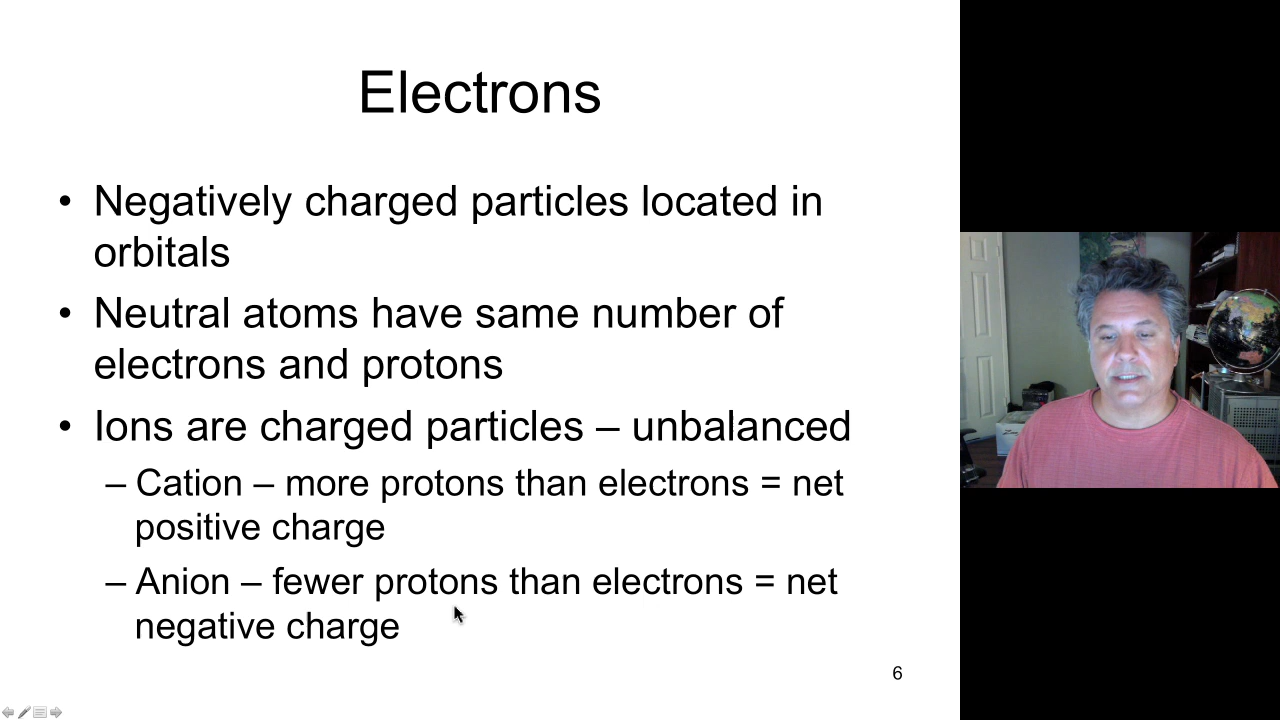 Electrons
• Negatively charged particles located in
orbitals
• Neutral atoms have same number of
electrons and protons
• Ions are charged particles – unbalanced
– Cation – more protons than electrons = net
positive charge
– Anion – fewer protons than electrons = net
negative charge
6